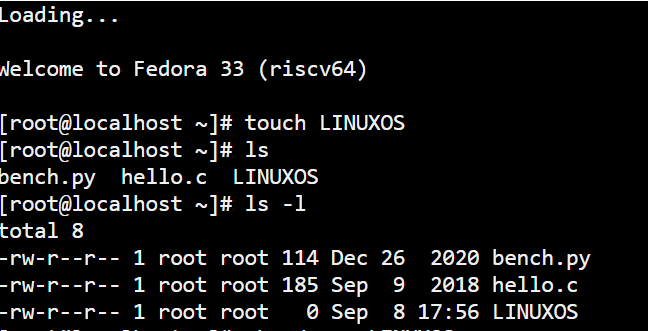 Loading...
Welcome to Fedora 33 (riscv64)
[root@localhost ~]# touch LINUXOS
[root@localhost ~]# ls
bench.py  hello.c  LINUXOS
[root@localhost ~]# ls -l
total 8
-rw-r--r-- 1 root root 114 Dec 26  2020 bench.py
-rw-r--r-- 1 root root 185 Sep  9  2018 hello.c
-rw-r--r-- 1 root root   0 Sep  8 17:56 LINUXOS